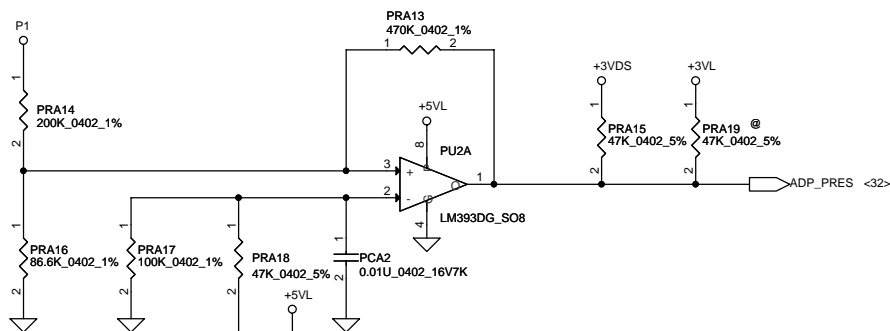 P1
PRA13
470K_0402_1%
1
2
+3VDS
+3VL
+5VL
1
PRA14
200K_0402_1%
2
8
PU2A
1
PRA15
47K_0402_5%
2
1
PRA19 @
47K_0402_5%
2
3
+
2
-
1
ADP_PRES <32>
P
G
O
LM393DG_SO8
4
1
PRA16
86.6K_0402_1%
2
1
PRA17
100K_0402_1%
2
1
PRA18
47K_0402_5%
2
1
PCA2
0.01U_0402_16V7K
2
+5VL